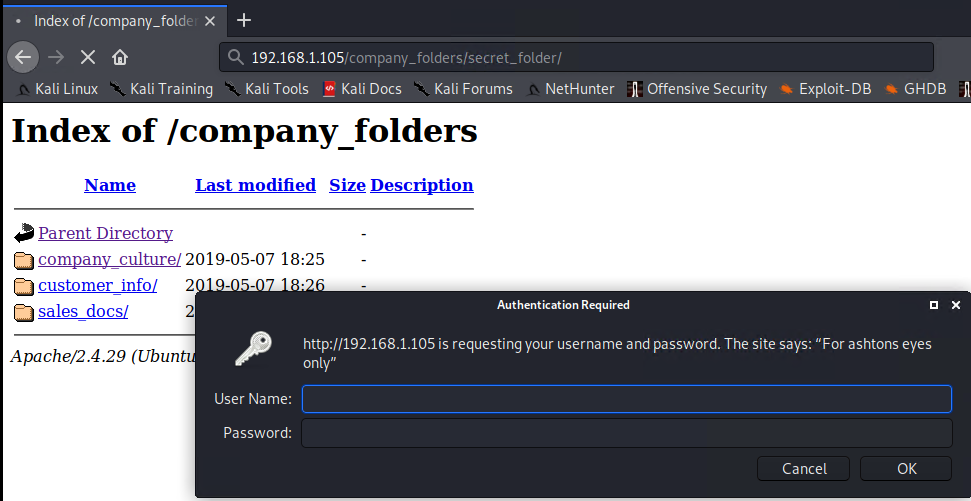 Index of /company_folder
192.168.1.105/company_folders/secret_folder/
Kali Linux Kali Training Kali Tools Kali Docs Kali Forums NetHunter Offensive Security Exploit-DB GHDB
Index of /company_folders
Name Last modified Size Description
Parent Directory -
company_culture/ 2019-05-07 18:25 -
customer_info/ 2019-05-07 18:26 -
sales_docs/ 2
Apache/2.4.29 (Ubuntu
Authentication Required
http://192.168.1.105 is requesting your username and password. The site says: “For ashtons eyes
only”
User Name:
Password:
Cancel OK